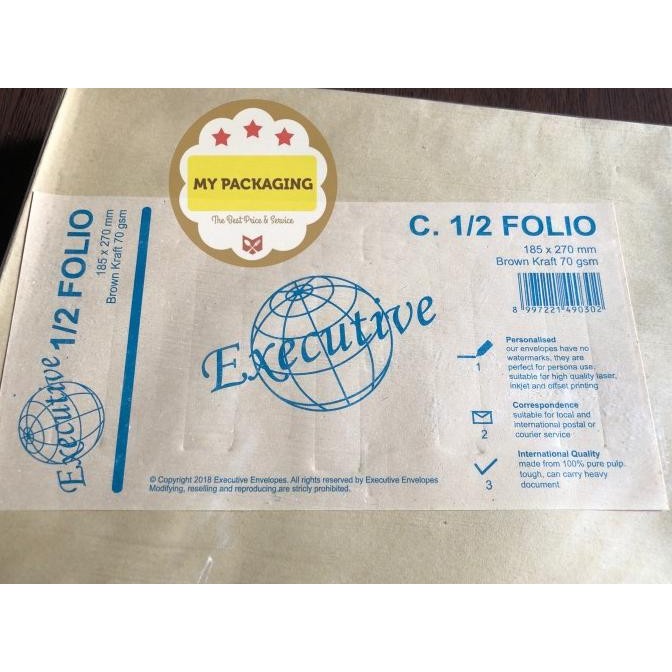 MY PACKAGING
The Best Price & Service
Executive 1/2 FOLIO
185 x 270 mm
Brown Kraft 70 gsm
C. 1/2 FOLIO
185 x 270 mm
Brown Kraft 70 gsm
8 997221 490302
Executive
1
Personalised
our envelopes have no
watermarks, they are
perfect for persona use.
suitable for high quality laser,
inkjet and offset printing
2
Correspondence
suitable for local and
international postal or
courier service
3
International Quality
made from 100% pure pulp.
tough, can carry heavy
document
© Copyright 2018 Executive Envelopes. All rights reserved by Executive Envelopes
Modifying, reselling and reproducing are strictly prohibited.